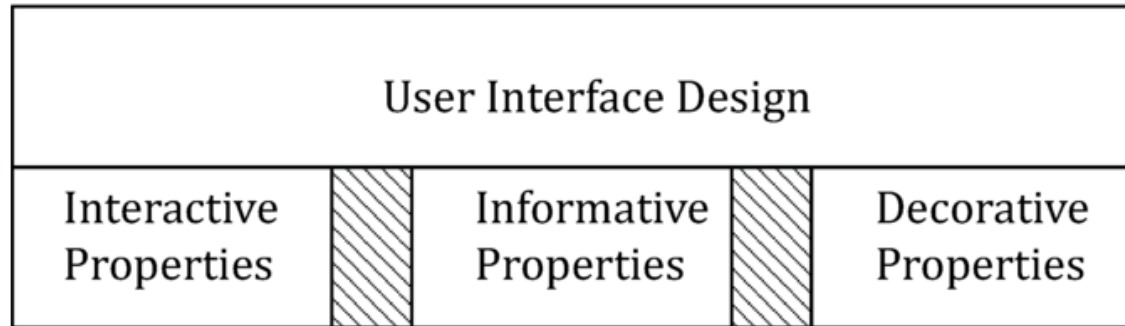 User Interface Design
Interactive
Properties
Informative
Properties
Decorative
Properties